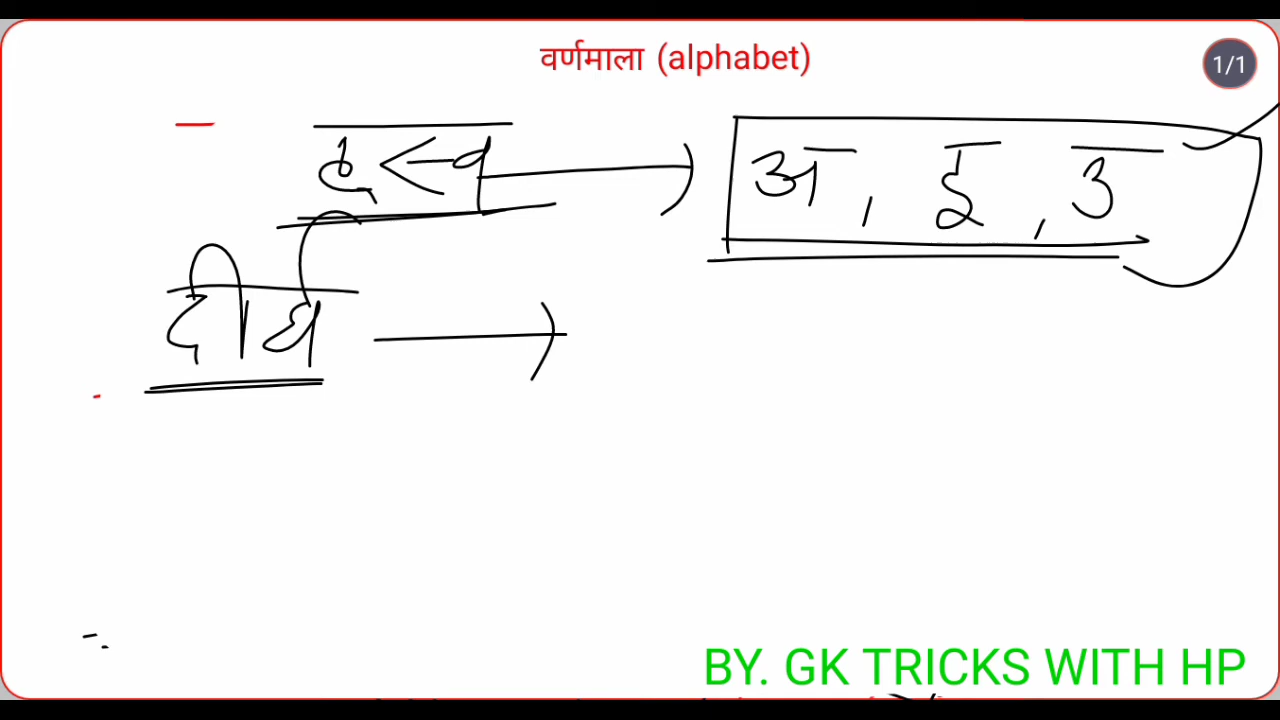 वर्णमाला (alphabet)
1/1
ह्रस्व → अ, इ, उ
दीर्घ →
BY. GK TRICKS WITH HP